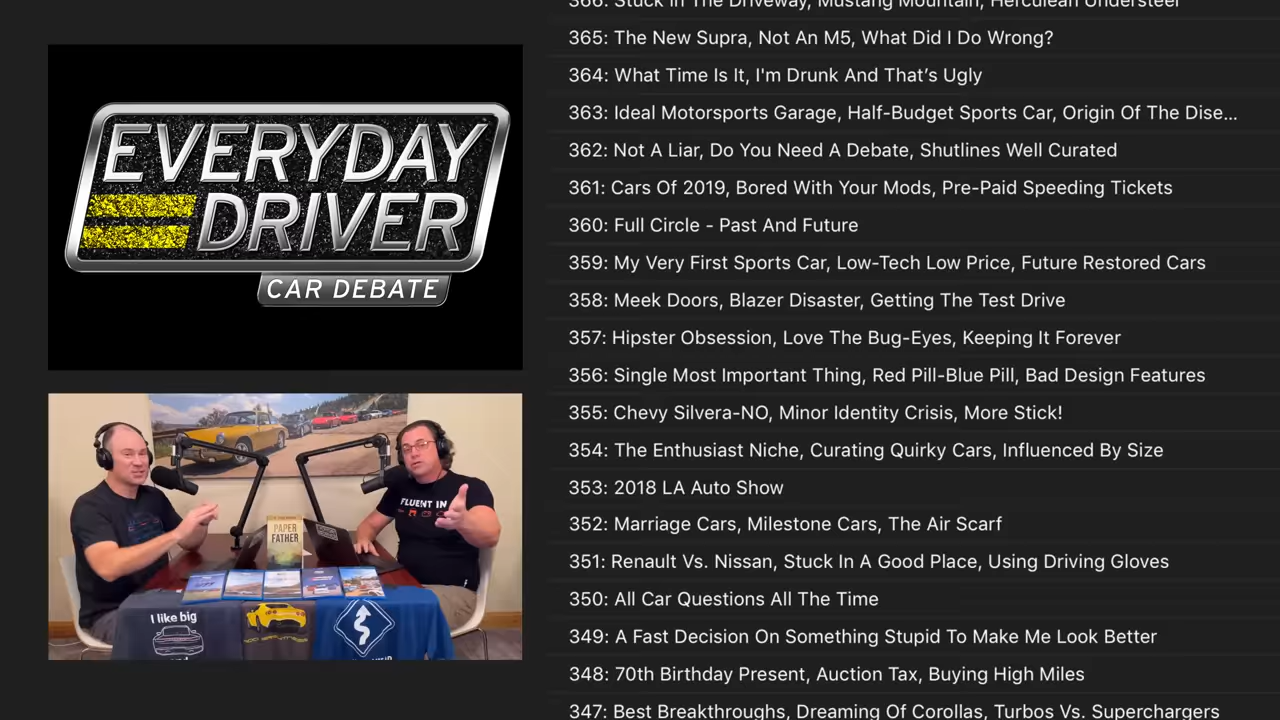 EVERYDAY
DRIVER
CAR DEBATE
FLUENT IN
PAPER
FATHER
I like big
366: Stuck In The Driveway, Mustang Mountain, Herculean Understeer
365: The New Supra, Not An M5, What Did I Do Wrong?
364: What Time Is It, I'm Drunk And That’s Ugly
363: Ideal Motorsports Garage, Half-Budget Sports Car, Origin Of The Dise...
362: Not A Liar, Do You Need A Debate, Shutlines Well Curated
361: Cars Of 2019, Bored With Your Mods, Pre-Paid Speeding Tickets
360: Full Circle - Past And Future
359: My Very First Sports Car, Low-Tech Low Price, Future Restored Cars
358: Meek Doors, Blazer Disaster, Getting The Test Drive
357: Hipster Obsession, Love The Bug-Eyes, Keeping It Forever
356: Single Most Important Thing, Red Pill-Blue Pill, Bad Design Features
355: Chevy Silvera-NO, Minor Identity Crisis, More Stick!
354: The Enthusiast Niche, Curating Quirky Cars, Influenced By Size
353: 2018 LA Auto Show
352: Marriage Cars, Milestone Cars, The Air Scarf
351: Renault Vs. Nissan, Stuck In A Good Place, Using Driving Gloves
350: All Car Questions All The Time
349: A Fast Decision On Something Stupid To Make Me Look Better
348: 70th Birthday Present, Auction Tax, Buying High Miles
347: Best Breakthroughs, Dreaming Of Corollas, Turbos Vs. Superchargers